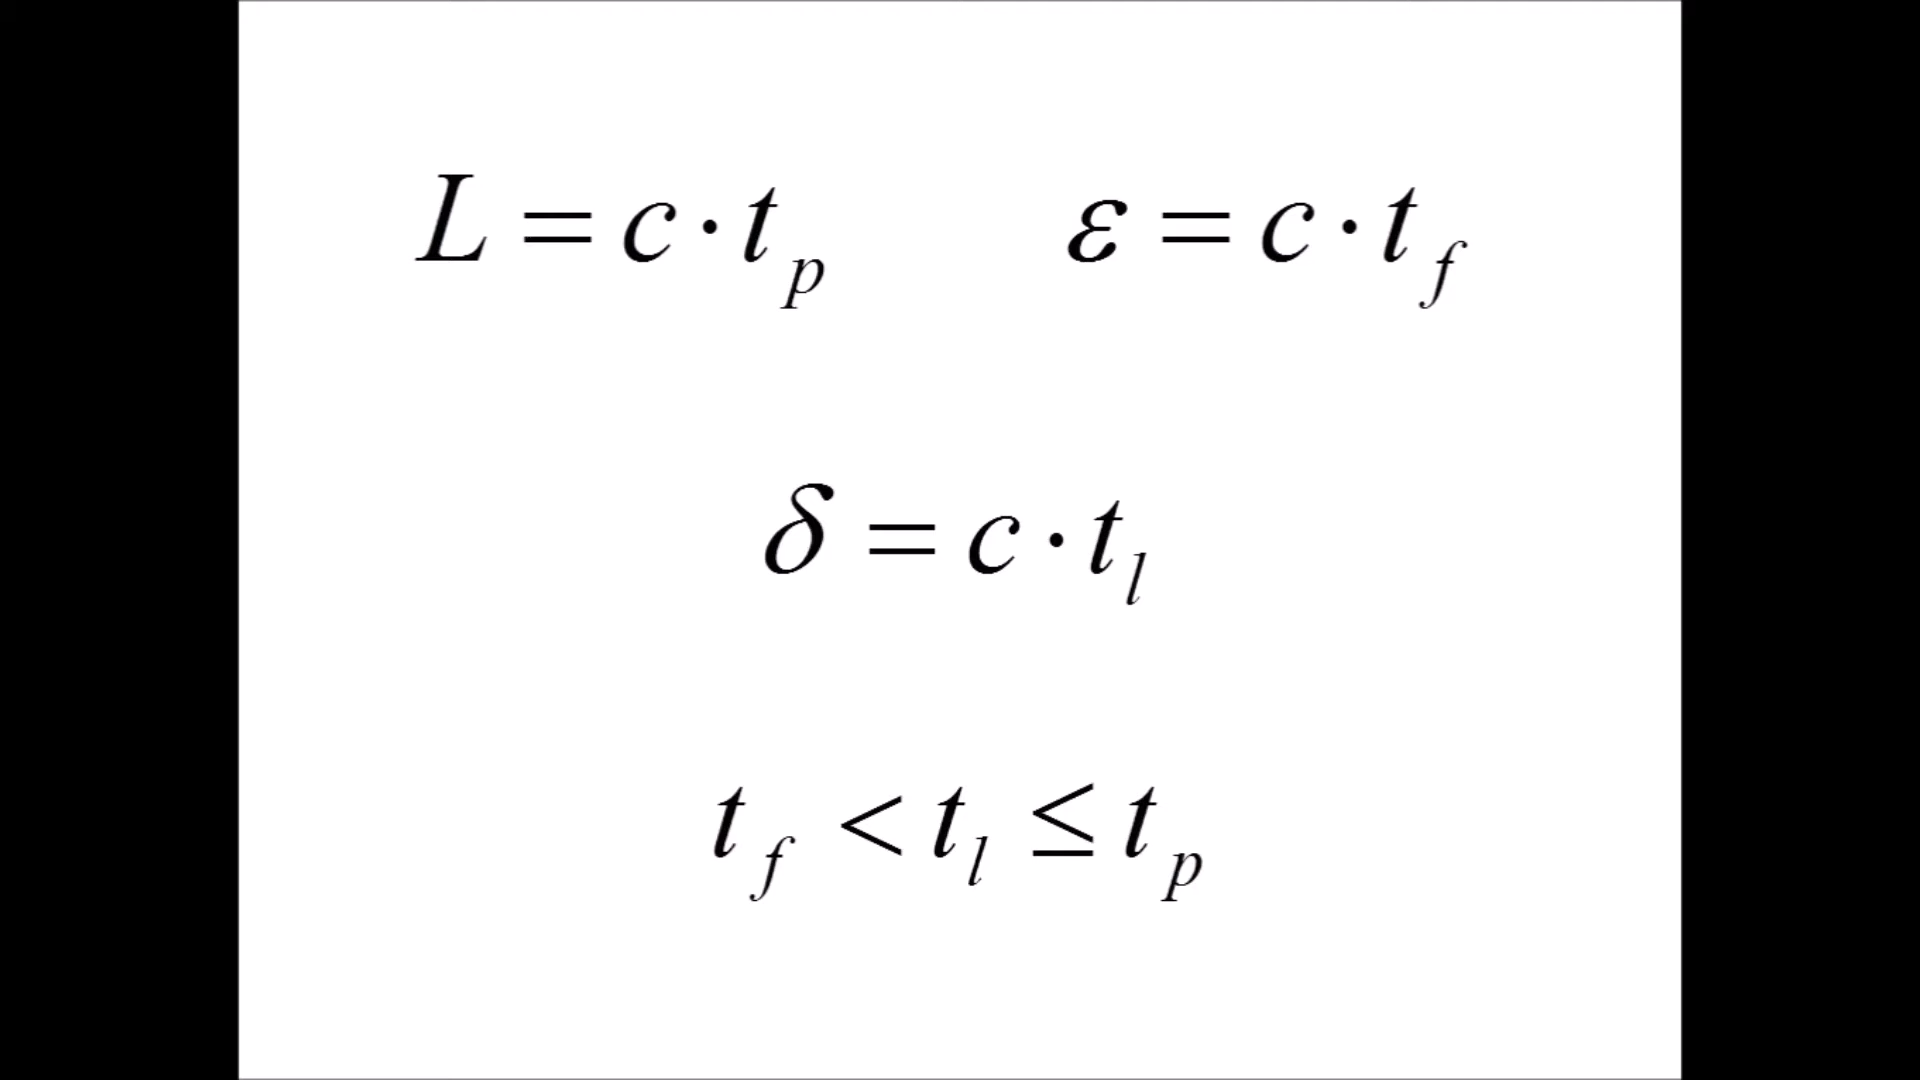 L = c · t_p    ε = c · t_f
δ = c · t_l
t_f < t_l ≤ t_p